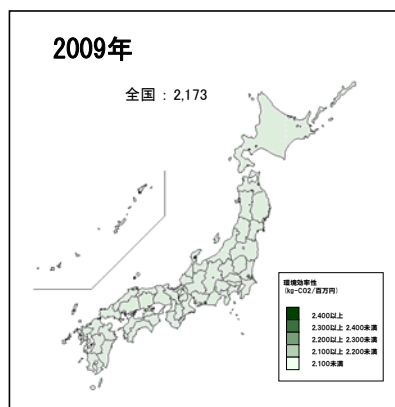 2009年
全国 : 2,173
環境効率性
(kg-CO2/百万円)
2,400以上
2,300以上 2,400未満
2,200以上 2,300未満
2,100以上 2,200未満
2,100未満